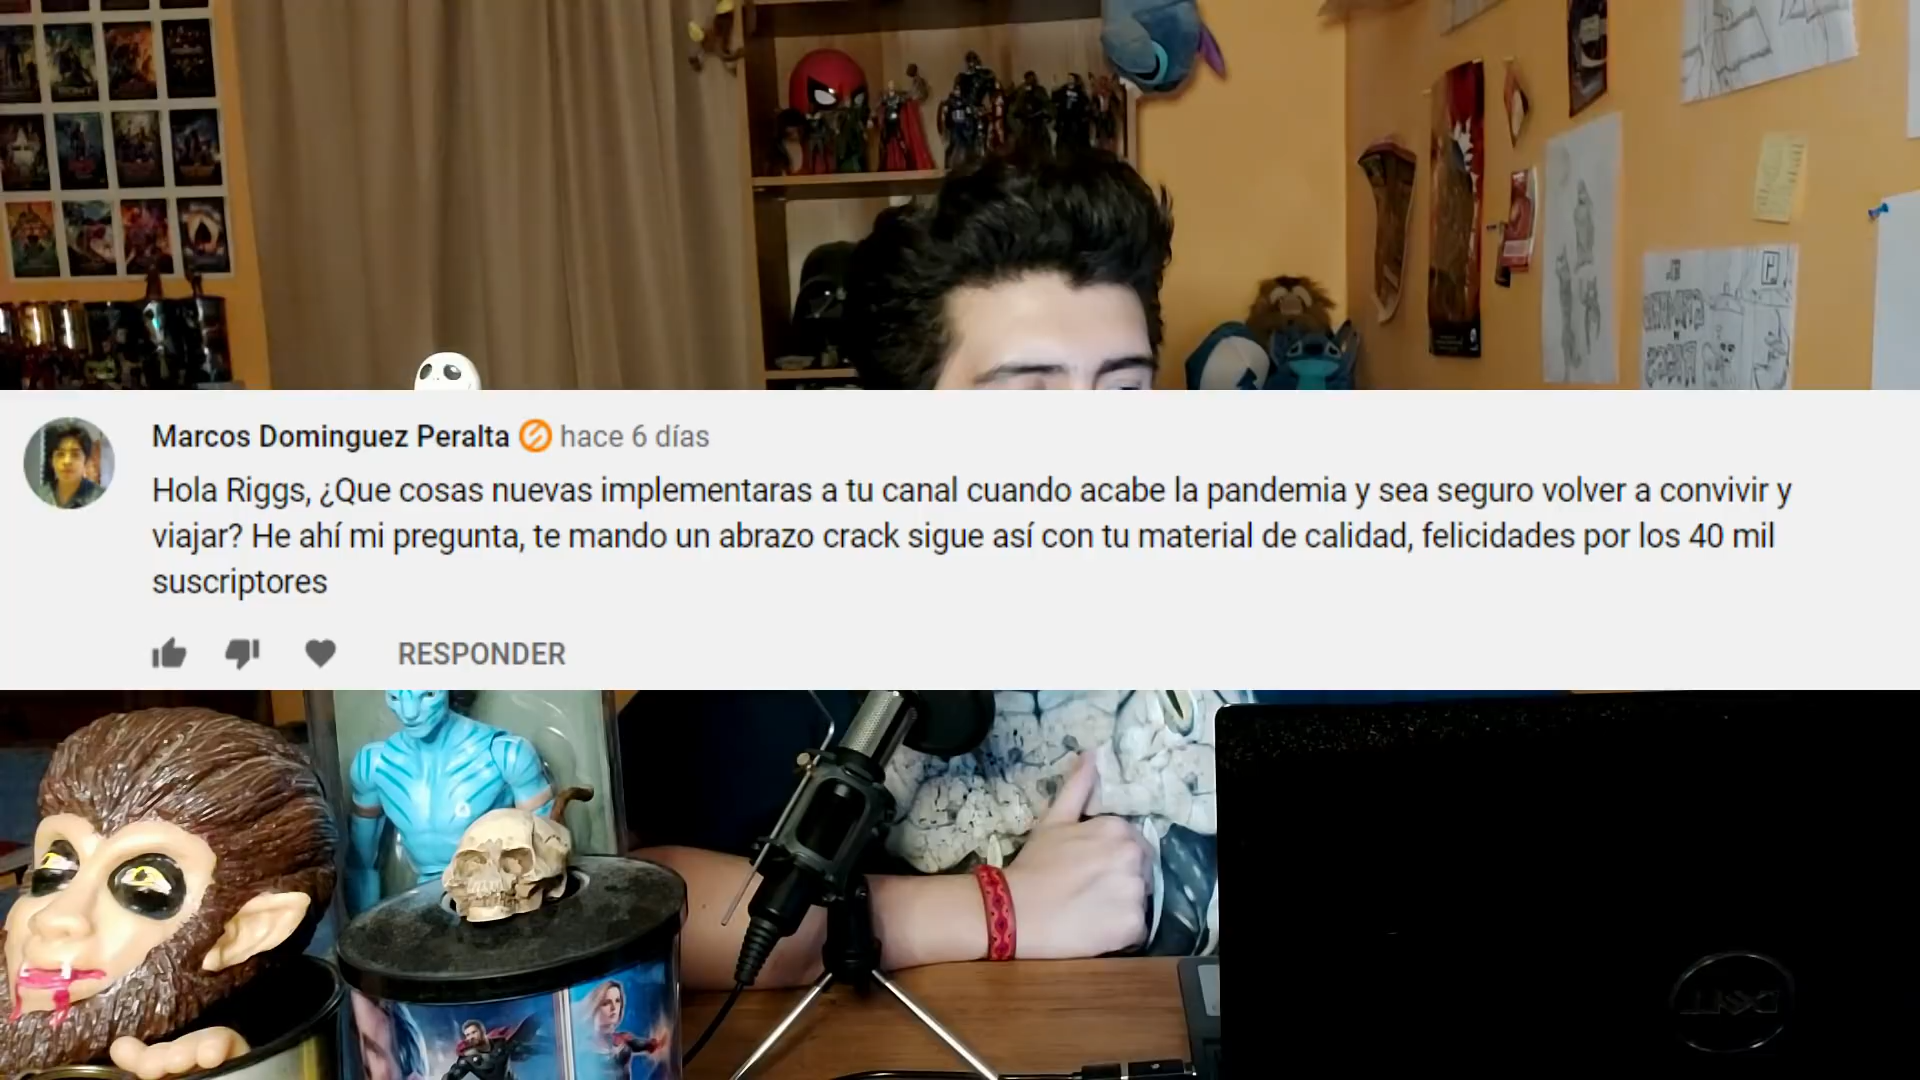 Marcos Dominguez Peralta hace 6 días
Hola Riggs, ¿Que cosas nuevas implementaras a tu canal cuando acabe la pandemia y sea seguro volver a convivir y
viajar? He ahí mi pregunta, te mando un abrazo crack sigue así con tu material de calidad, felicidades por los 40 mil
suscriptores
RESPONDER